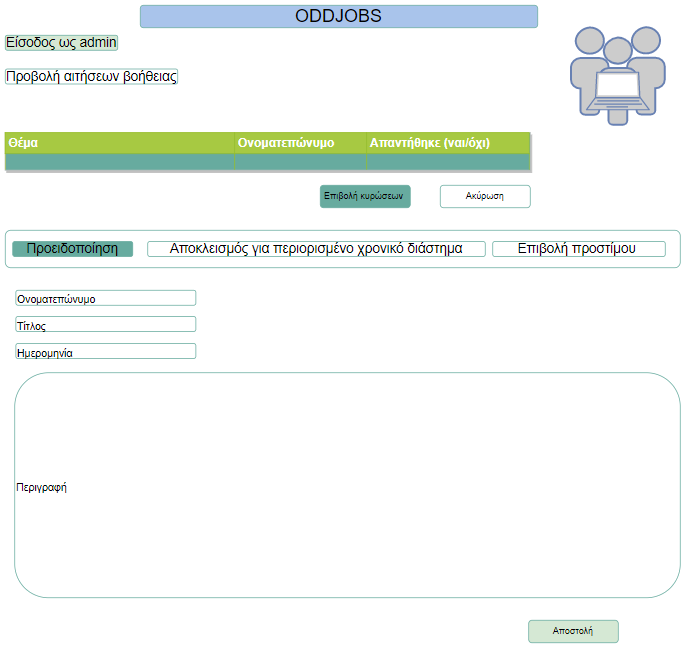 ODDJOBS
Είσοδος ως admin
Προβολή αιτήσεων βοήθειας
Θέμα Ονοματεπώνυμο Απαντήθηκε (ναι/όχι)
Επιβολή κυρώσεων Ακύρωση
Προειδοποίηση Αποκλεισμός για περιορισμένο χρονικό διάστημα Επιβολή προστίμου
Ονοματεπώνυμο
Τίτλος
Ημερομηνία
Περιγραφή
Αποστολή